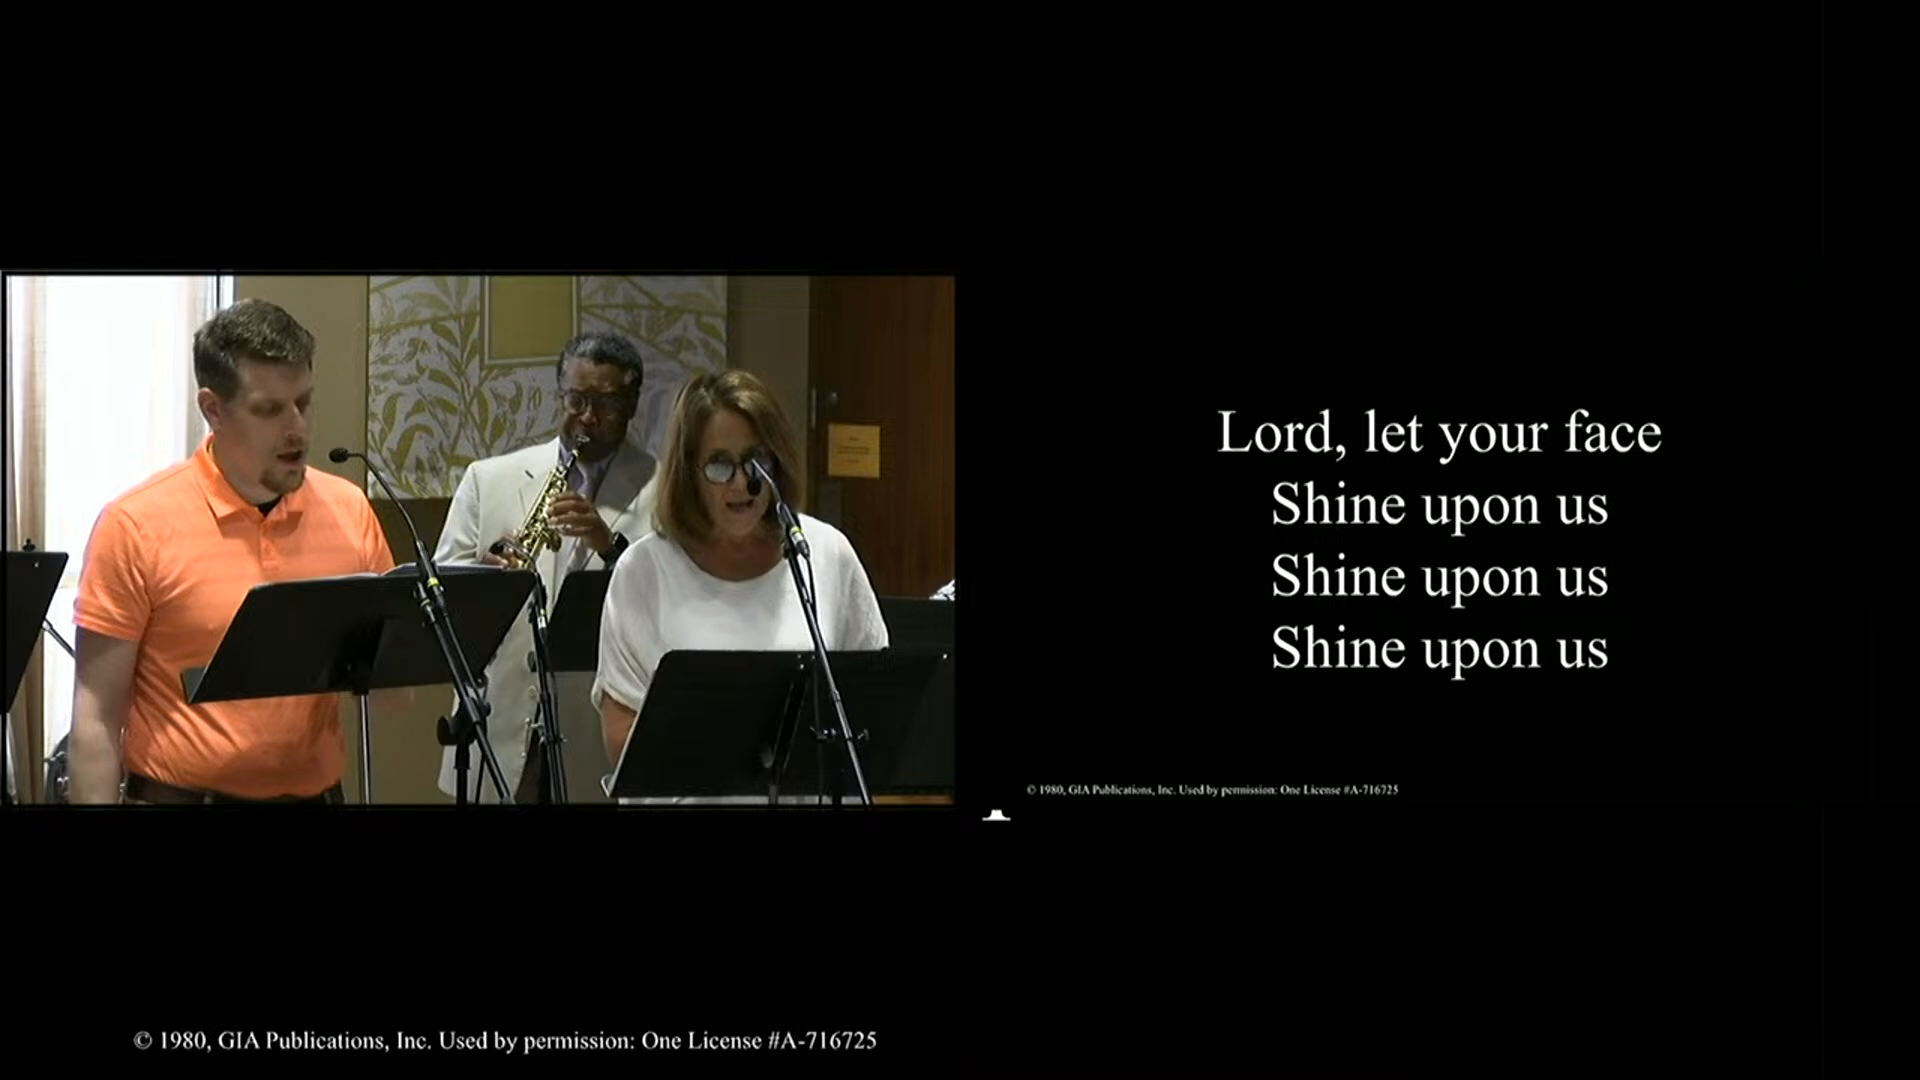 Lord, let your face
Shine upon us
Shine upon us
Shine upon us
© 1980, GIA Publications, Inc. Used by permission: One License #A-716725
© 1980, GIA Publications, Inc. Used by permission: One License #A-716725